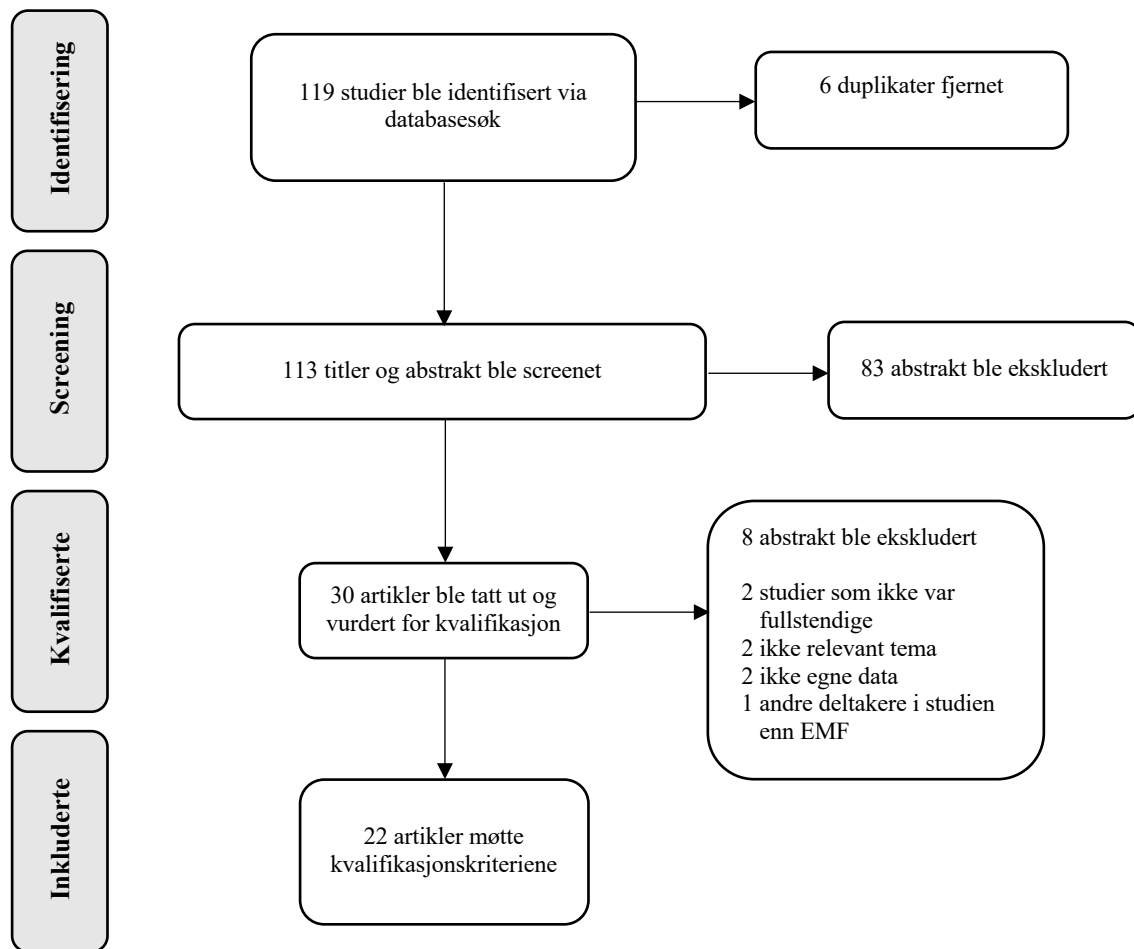 Identifisering
119 studier ble identifisert via
databasesøk
6 duplikater fjernet
Screening
113 titler og abstrakt ble screenet
83 abstrakt ble ekskludert
Kvalifiserte
30 artikler ble tatt ut og
vurdert for kvalifikasjon
8 abstrakt ble ekskludert
2 studier som ikke var
fullstendige
2 ikke relevant tema
2 ikke egne data
1 andre deltakere i studien
enn EMF
Inkluderte
22 artikler møtte
kvalifikasjonskriteriene